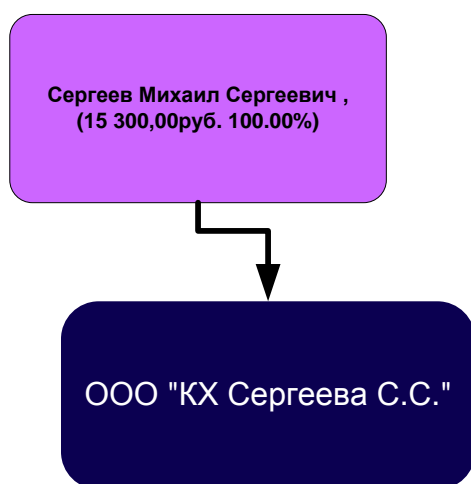 Сергеев Михаил Сергеевич ,
(15 300,00руб. 100.00%)
ООО "КХ Сергеева С.С."